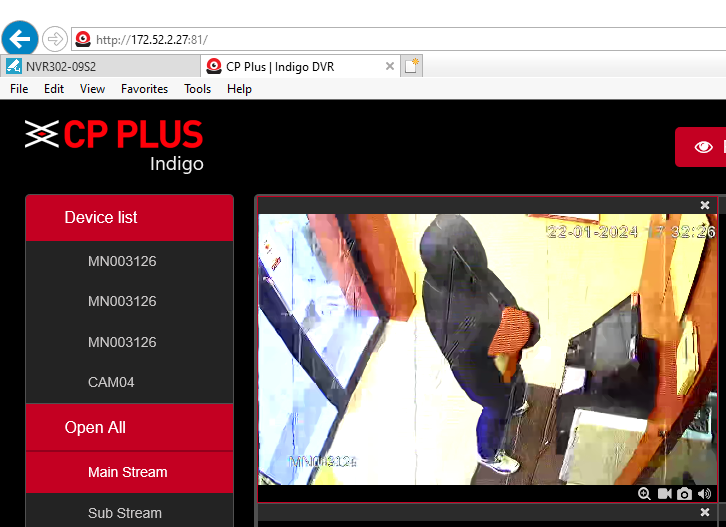 http://172.52.2.27:81/
NVR302-09S2
CP Plus | Indigo DVR
File Edit View Favorites Tools Help
CP PLUS
Indigo
Device list
MN003126
MN003126
MN003126
CAM04
Open All
Main Stream
Sub Stream
22-01-2024 17:32:26
MN003126